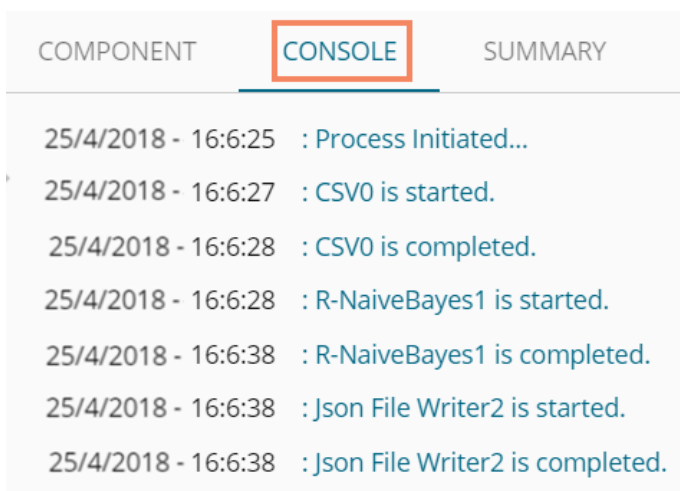 COMPONENT CONSOLE SUMMARY
25/4/2018 - 16:6:25 : Process Initiated...
25/4/2018 - 16:6:27 : CSV0 is started.
25/4/2018 - 16:6:28 : CSV0 is completed.
25/4/2018 - 16:6:28 : R-NaiveBayes1 is started.
25/4/2018 - 16:6:38 : R-NaiveBayes1 is completed.
25/4/2018 - 16:6:38 : Json File Writer2 is started.
25/4/2018 - 16:6:38 : Json File Writer2 is completed.